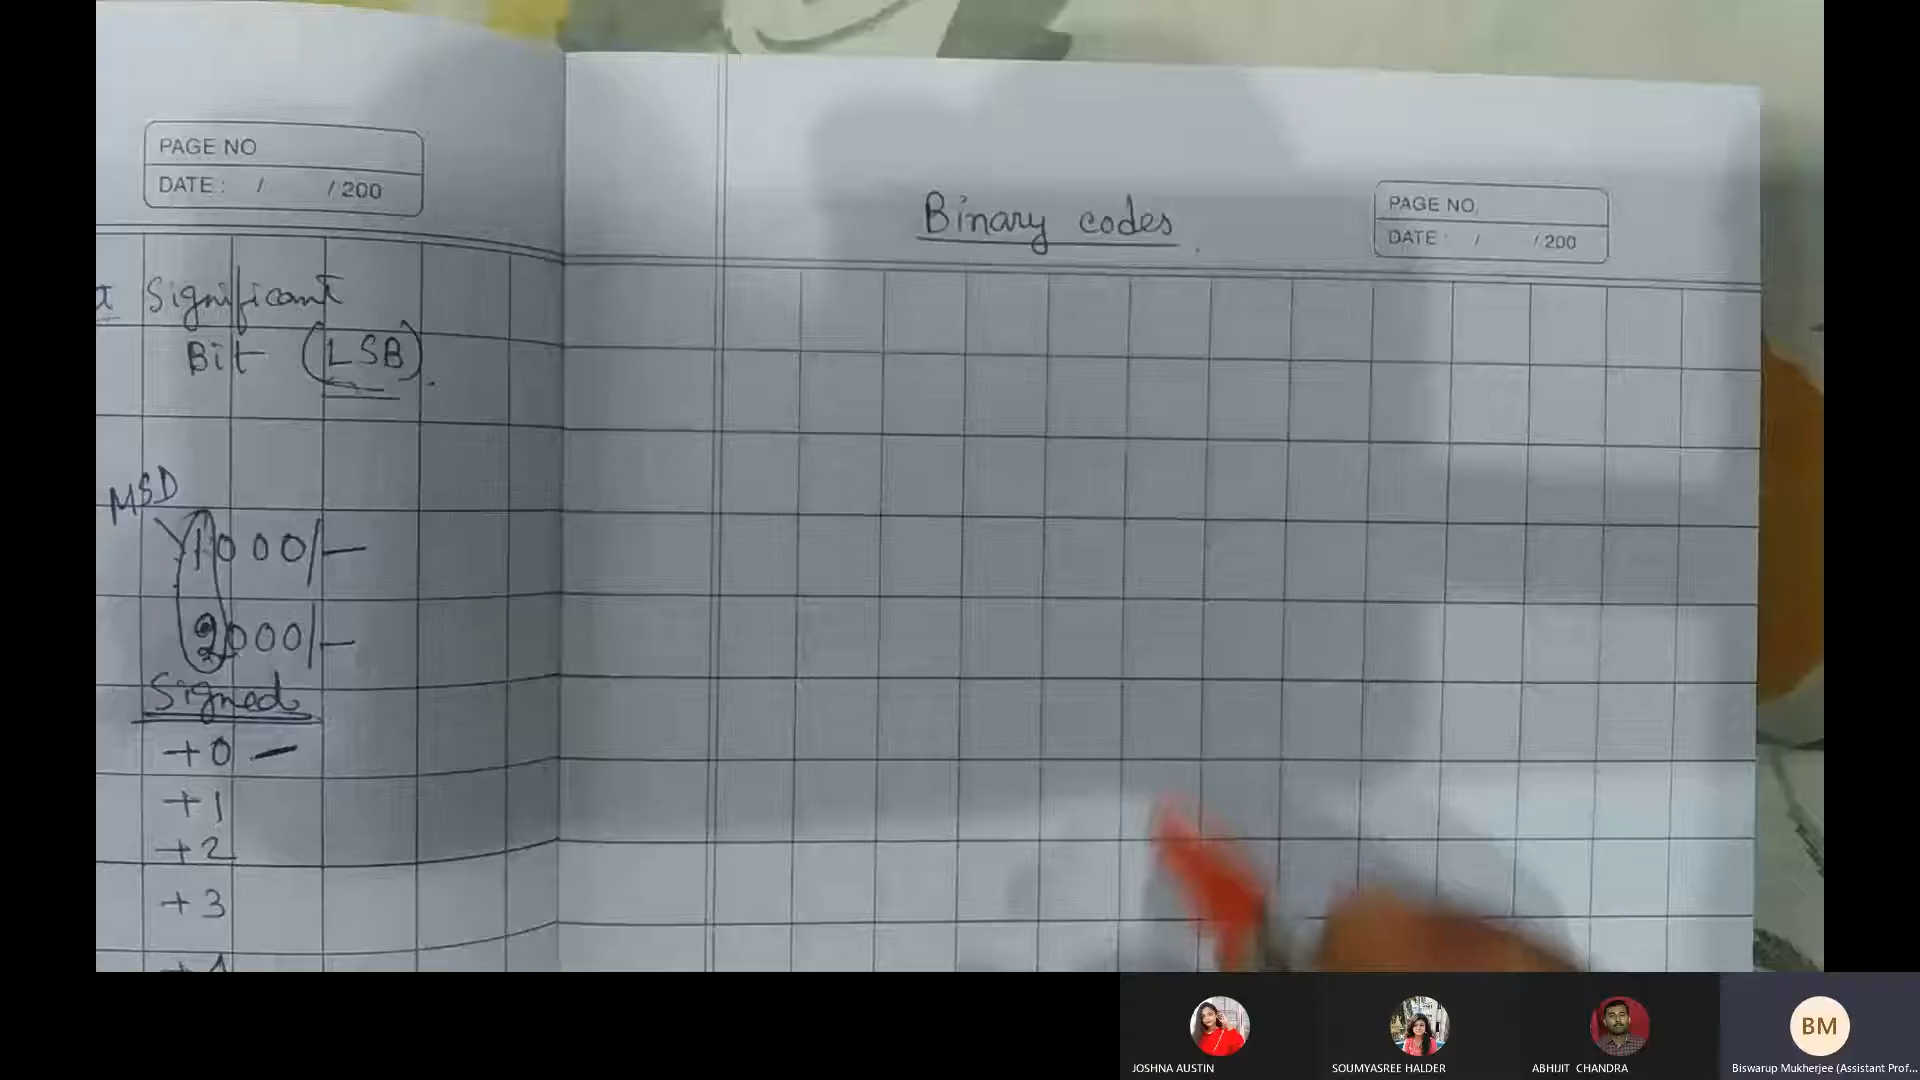 PAGE NO
DATE : / / 200
Significant
Bit (LSB).
MSD
1000/-
2000/-
Signed
+0 -
+1
+2
+3
Binary codes.
PAGE NO.
DATE : / / 200
JOSHNA AUSTIN
SOUMYASREE HALDER
ABHIJIT CHANDRA
BM
Biswarup Mukherjee (Assistant Prof...